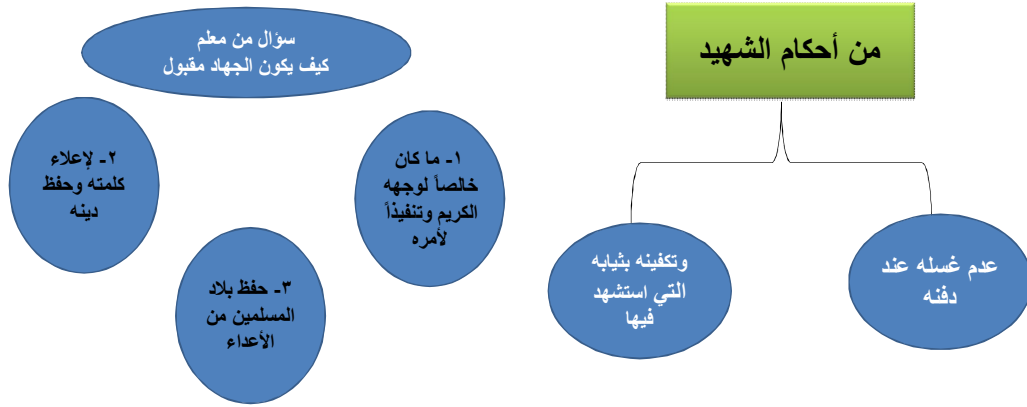 من أحكام الشهيد
عدم غسله عند
دفنه
وتكفينه بثيابه
التي استشهد
فيها
سؤال من معلم
كيف يكون الجهاد مقبول
١- ما كان
خالصاً لوجهه
الكريم وتنفيذاً
لأمره
٢- لإعلاء
كلمته وحفظ
دينه
٣- حفظ بلاد
المسلمين من
الأعداء